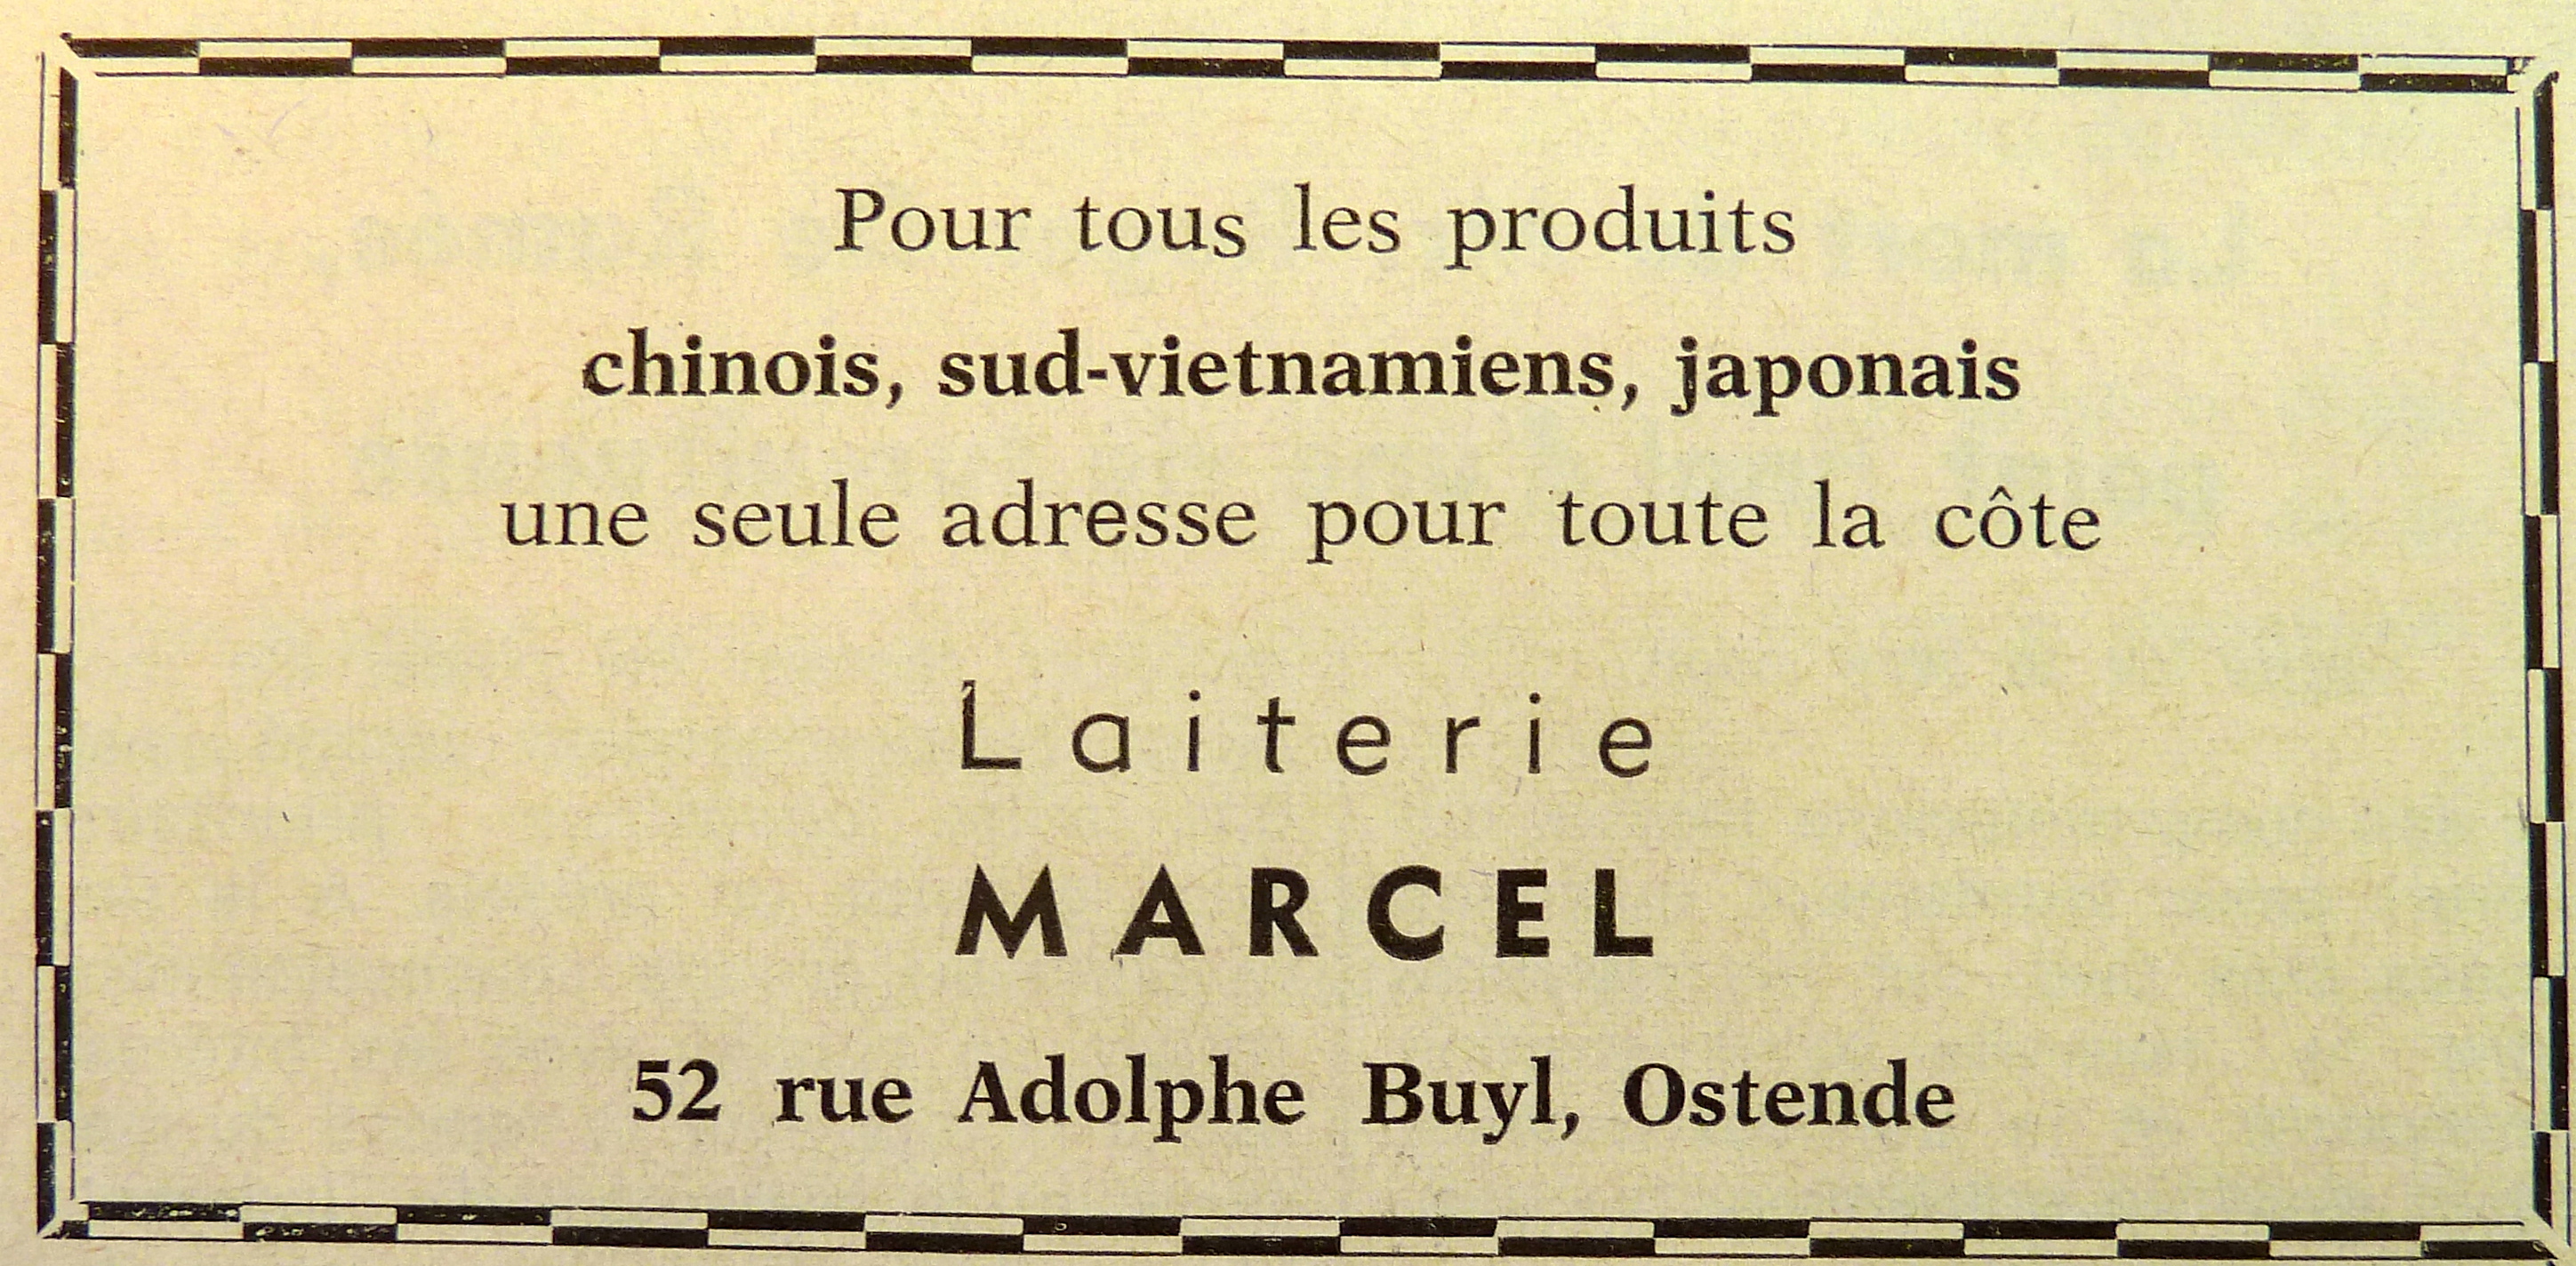 Pour tous les produits
chinois, sud-vietnamiens, japonais
une seule adresse pour toute la côte
Laiterie
MARCEL
52 rue Adolphe Buyl, Ostende